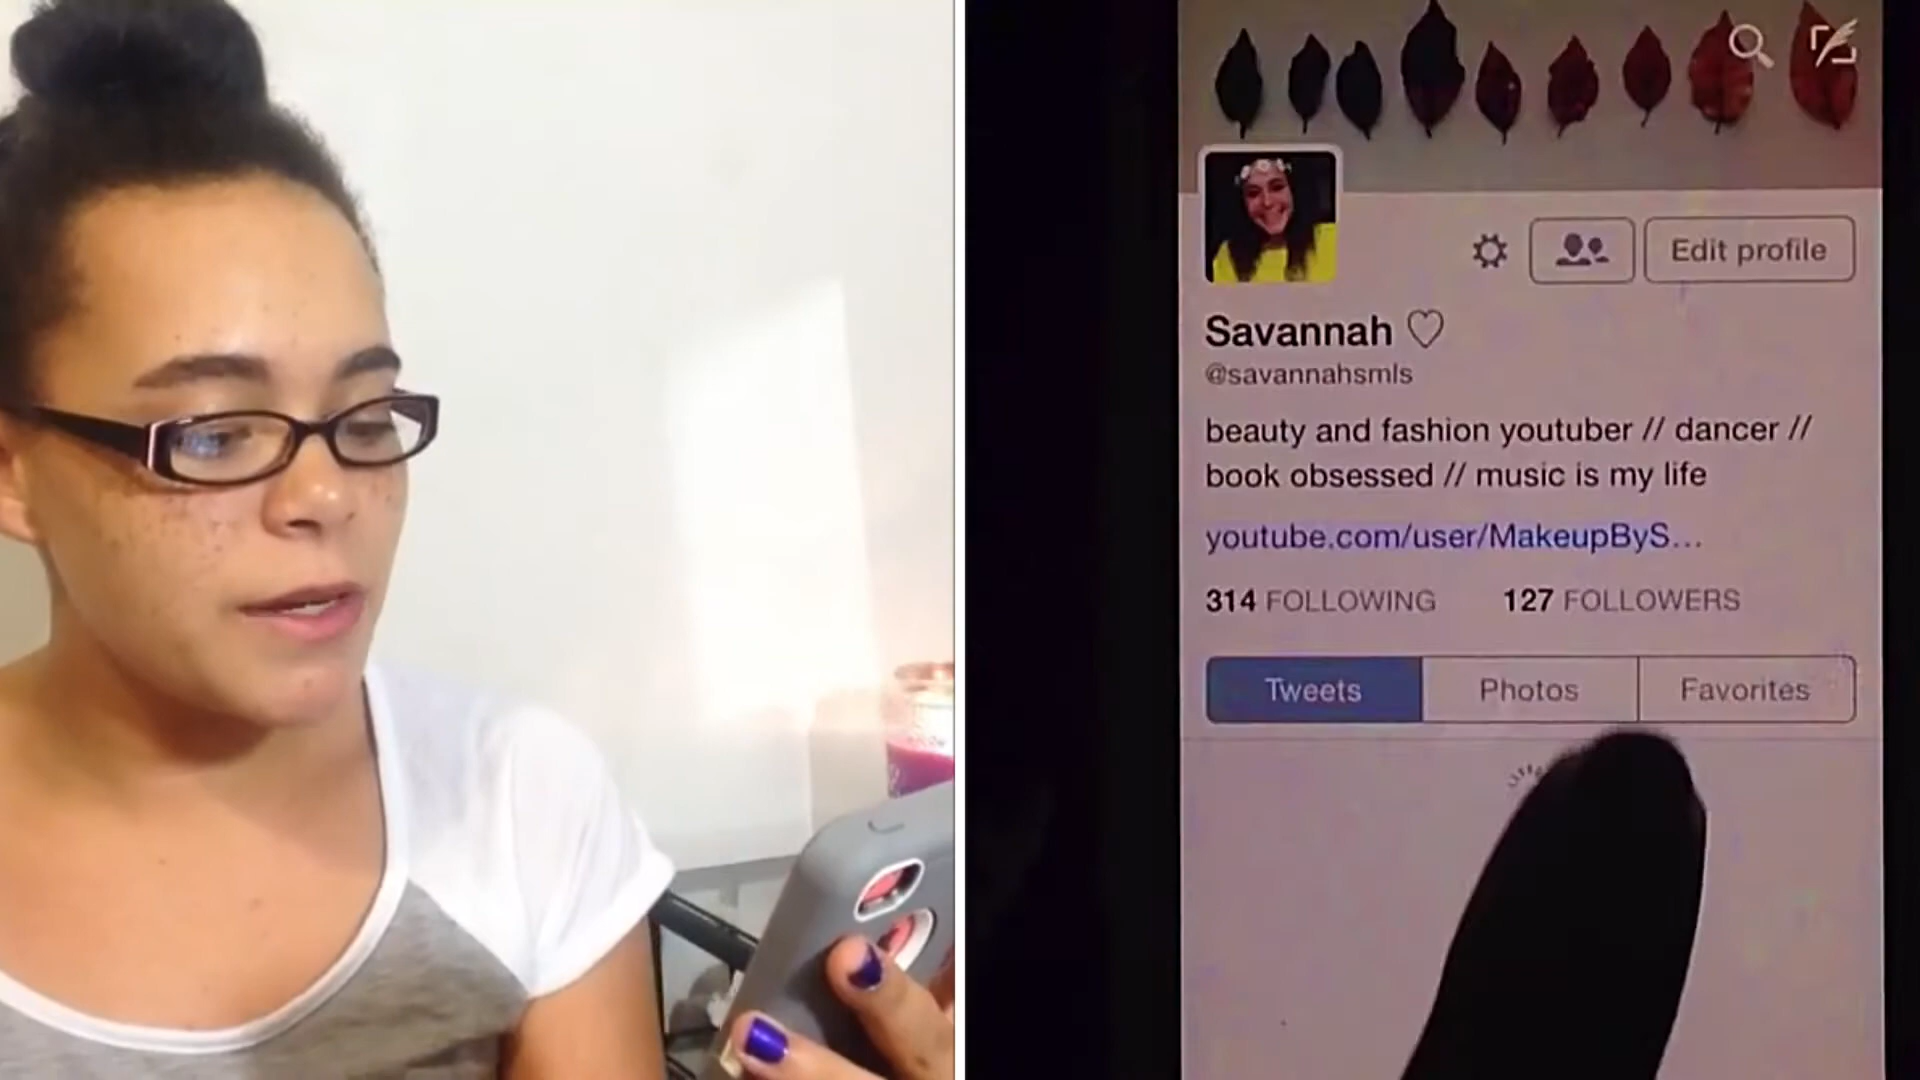 Edit profile
Savannah ♡
@savannahsmls
beauty and fashion youtuber // dancer //
book obsessed // music is my life
youtube.com/user/MakeupByS...
314 FOLLOWING 127 FOLLOWERS
Tweets Photos Favorites